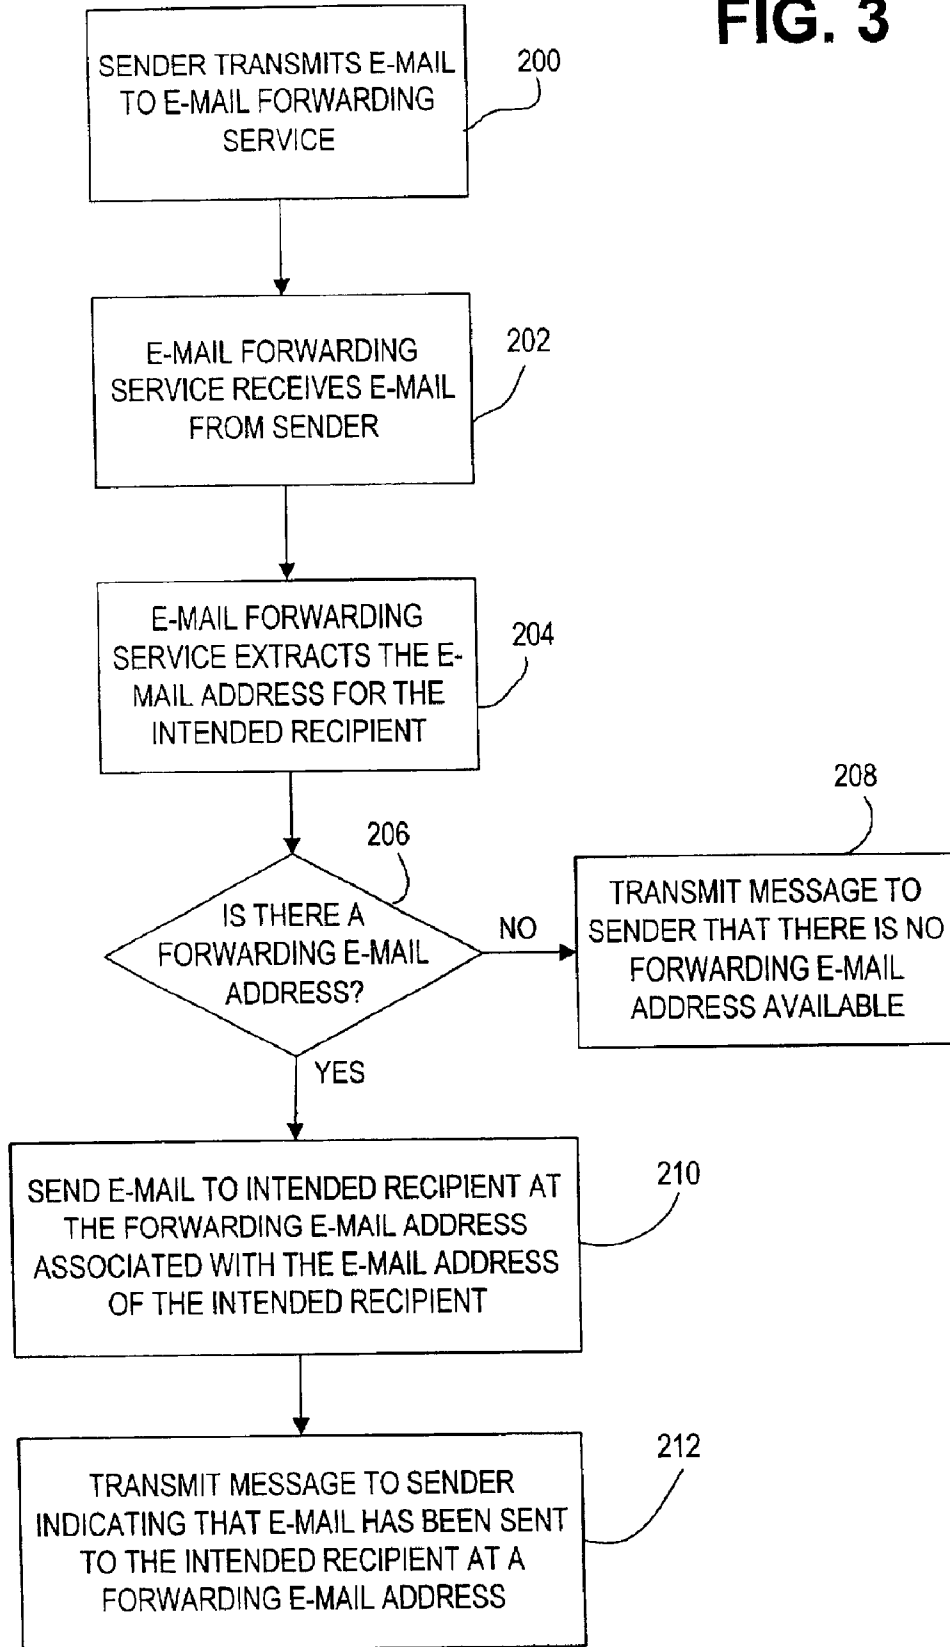 FIG. 3
SENDER TRANSMITS E-MAIL
TO E-MAIL FORWARDING
SERVICE
200
E-MAIL FORWARDING
SERVICE RECEIVES E-MAIL
FROM SENDER
202
E-MAIL FORWARDING
SERVICE EXTRACTS THE E-
MAIL ADDRESS FOR THE
INTENDED RECIPIENT
204
206
IS THERE A
FORWARDING E-MAIL
ADDRESS?
NO
208
TRANSMIT MESSAGE TO
SENDER THAT THERE IS NO
FORWARDING E-MAIL
ADDRESS AVAILABLE
YES
SEND E-MAIL TO INTENDED RECIPIENT AT
THE FORWARDING E-MAIL ADDRESS
ASSOCIATED WITH THE E-MAIL ADDRESS
OF THE INTENDED RECIPIENT
210
TRANSMIT MESSAGE TO SENDER
INDICATING THAT E-MAIL HAS BEEN SENT
TO THE INTENDED RECIPIENT AT A
FORWARDING E-MAIL ADDRESS
212